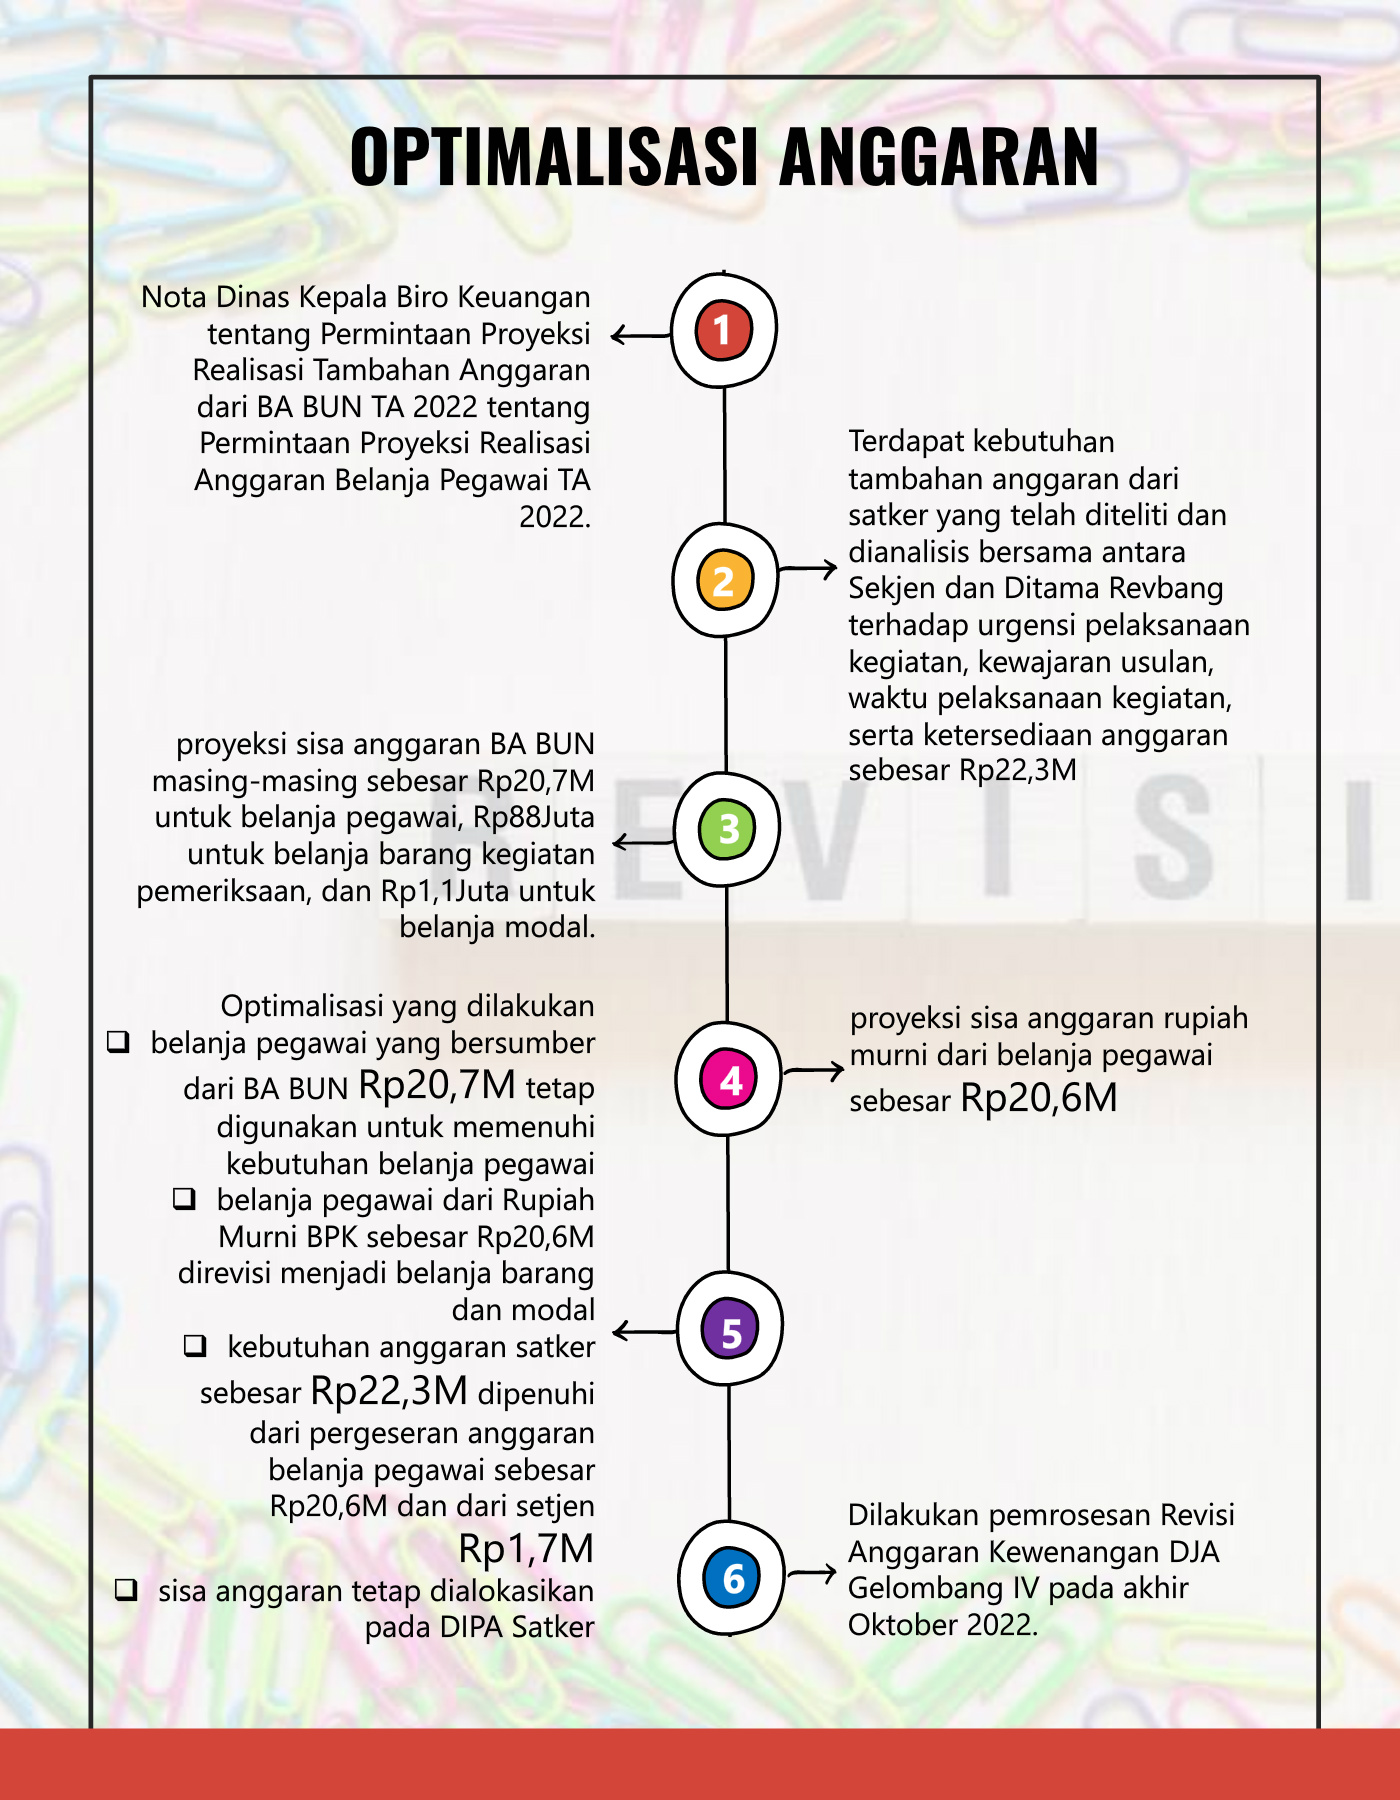 OPTIMALISASI ANGGARAN
1
Nota Dinas Kepala Biro Keuangan
tentang Permintaan Proyeksi
Realisasi Tambahan Anggaran
dari BA BUN TA 2022 tentang
Permintaan Proyeksi Realisasi
Anggaran Belanja Pegawai TA
2022.
2
Terdapat kebutuhan
tambahan anggaran dari
satker yang telah diteliti dan
dianalisis bersama antara
Sekjen dan Ditama Revbang
terhadap urgensi pelaksanaan
kegiatan, kewajaran usulan,
waktu pelaksanaan kegiatan,
serta ketersediaan anggaran
sebesar Rp22,3M
3
proyeksi sisa anggaran BA BUN
masing-masing sebesar Rp20,7M
untuk belanja pegawai, Rp88Juta
untuk belanja barang kegiatan
pemeriksaan, dan Rp1,1Juta untuk
belanja modal.
REVISI
4
proyeksi sisa anggaran rupiah
murni dari belanja pegawai
sebesar Rp20,6M
5
Optimalisasi yang dilakukan
❑ belanja pegawai yang bersumber
dari BA BUN Rp20,7M tetap
digunakan untuk memenuhi
kebutuhan belanja pegawai
❑ belanja pegawai dari Rupiah
Murni BPK sebesar Rp20,6M
direvisi menjadi belanja barang
dan modal
❑ kebutuhan anggaran satker
sebesar Rp22,3M dipenuhi
dari pergeseran anggaran
belanja pegawai sebesar
Rp20,6M dan dari setjen
Rp1,7M
❑ sisa anggaran tetap dialokasikan
pada DIPA Satker
6
Dilakukan pemrosesan Revisi
Anggaran Kewenangan DJA
Gelombang IV pada akhir
Oktober 2022.